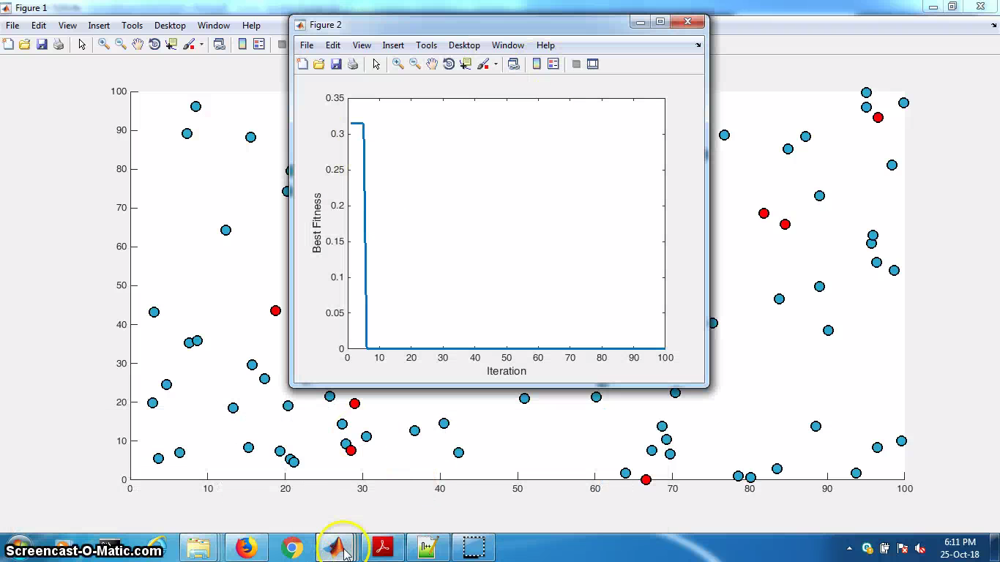 Figure 1
File Edit View Insert Tools Desktop Window Help
Figure 2
File Edit View Insert Tools Desktop Window Help
100
90
80
70
60
50
40
30
20
10
0
0 10 20 30 40 50 60 70 80 90 100
0.35
0.3
0.25
0.2
0.15
0.1
0.05
0
Best Fitness
0 10 20 30 40 50 60 70 80 90 100
Iteration
Screencast-O-Matic.com
6:11 PM
25-Oct-18